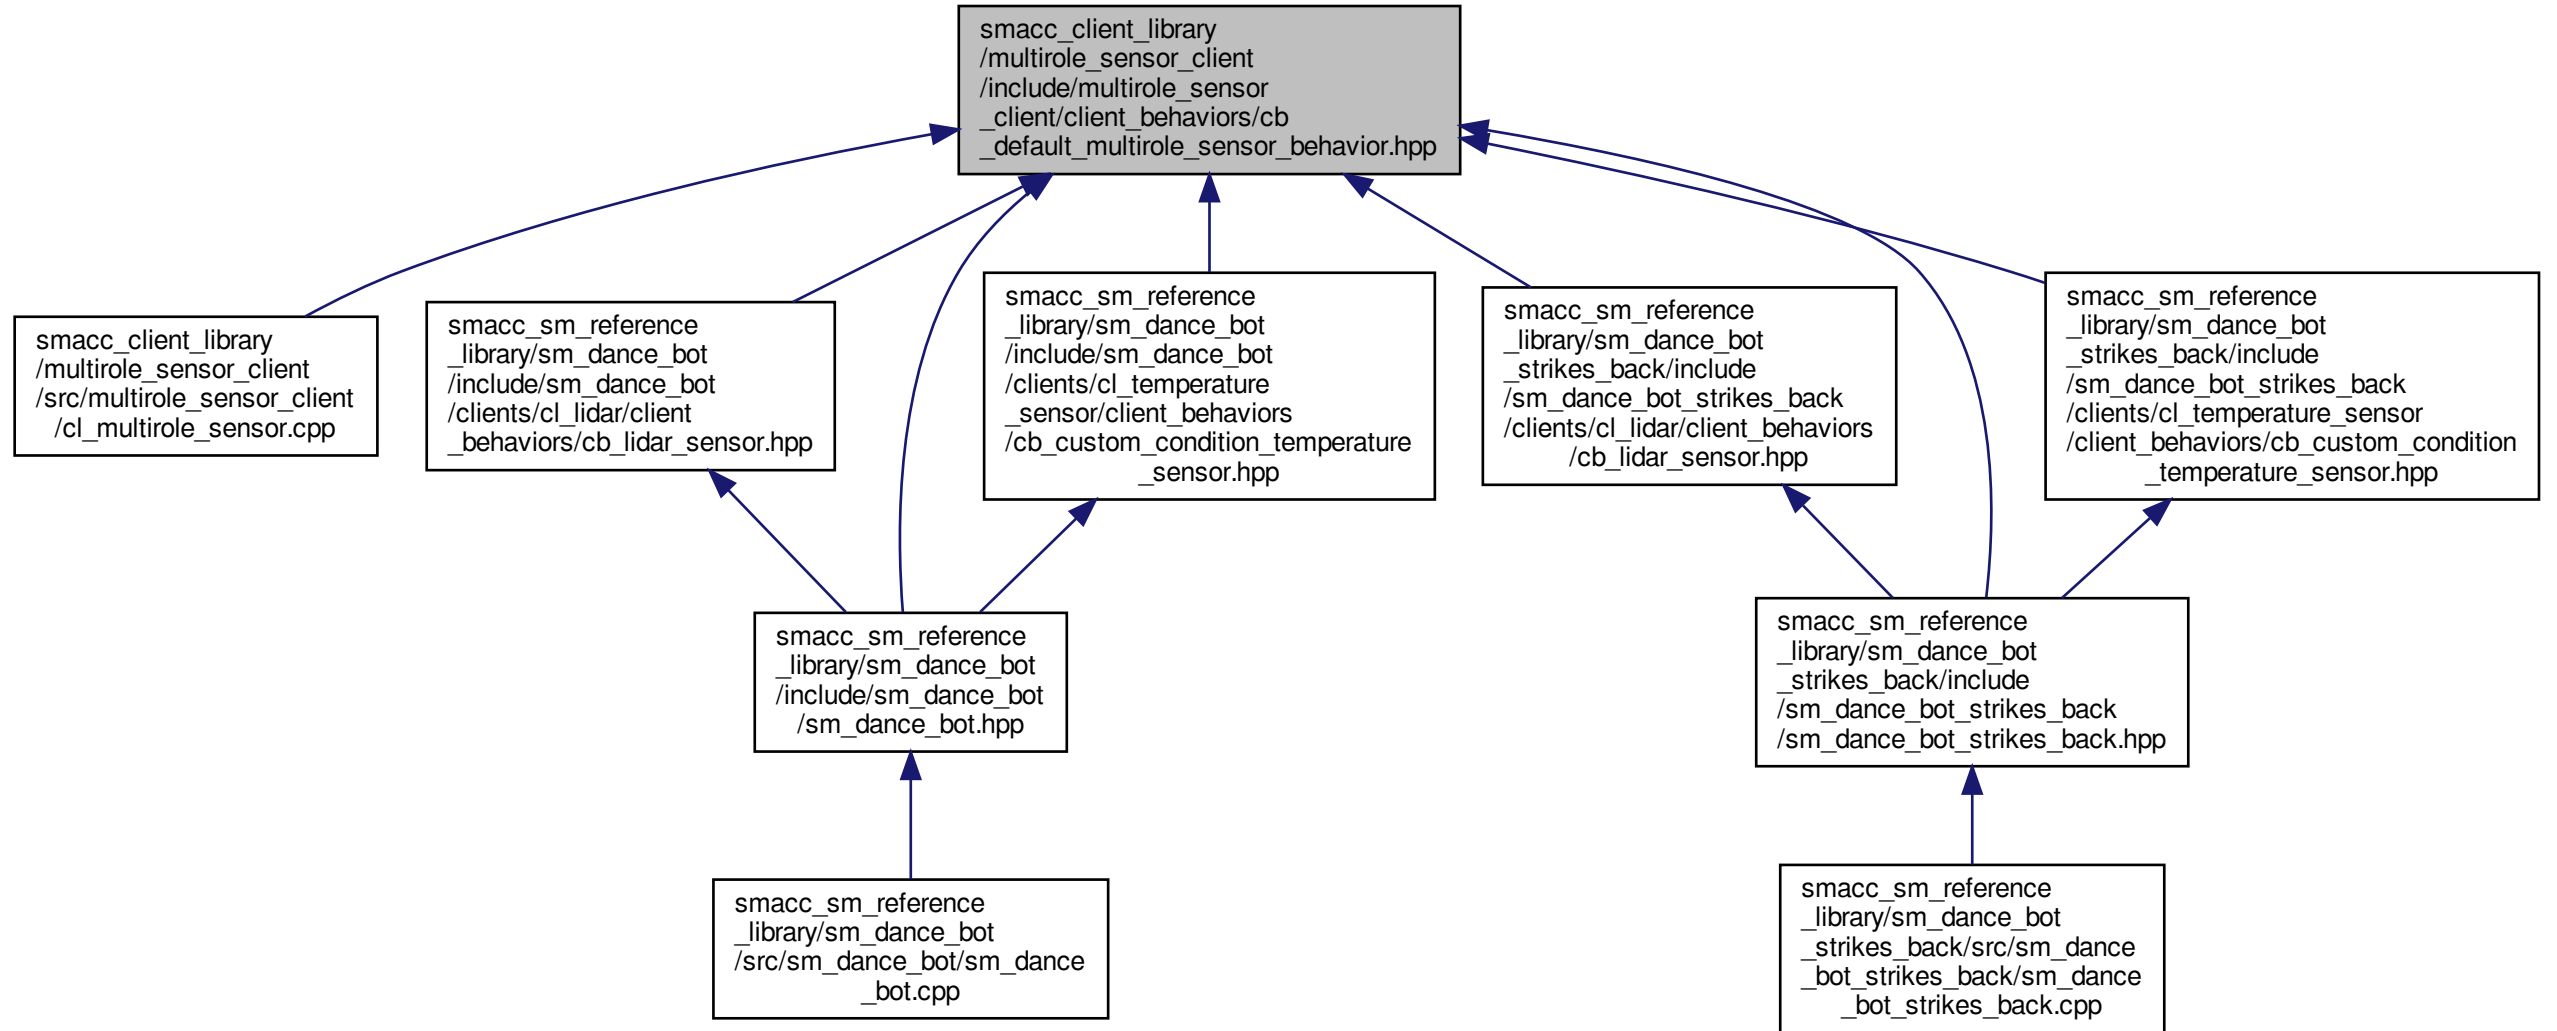 smacc_client_library
/multirole_sensor_client
/include/multirole_sensor
_client/client_behaviors/cb
_default_multirole_sensor_behavior.hpp
smacc_client_library
/multirole_sensor_client
/src/multirole_sensor_client
/cl_multirole_sensor.cpp
smacc_sm_reference
_library/sm_dance_bot
/include/sm_dance_bot
/clients/cl_lidar/client
_behaviors/cb_lidar_sensor.hpp
smacc_sm_reference
_library/sm_dance_bot
/include/sm_dance_bot
/clients/cl_temperature
_sensor/client_behaviors
/cb_custom_condition_temperature
_sensor.hpp
smacc_sm_reference
_library/sm_dance_bot
_strikes_back/include
/sm_dance_bot_strikes_back
/clients/cl_lidar/client_behaviors
/cb_lidar_sensor.hpp
smacc_sm_reference
_library/sm_dance_bot
_strikes_back/include
/sm_dance_bot_strikes_back
/clients/cl_temperature_sensor
/client_behaviors/cb_custom_condition
_temperature_sensor.hpp
smacc_sm_reference
_library/sm_dance_bot
/include/sm_dance_bot
/sm_dance_bot.hpp
smacc_sm_reference
_library/sm_dance_bot
_strikes_back/include
/sm_dance_bot_strikes_back
/sm_dance_bot_strikes_back.hpp
smacc_sm_reference
_library/sm_dance_bot
/src/sm_dance_bot/sm_dance
_bot.cpp
smacc_sm_reference
_library/sm_dance_bot
_strikes_back/src/sm_dance
_bot_strikes_back/sm_dance
_bot_strikes_back.cpp